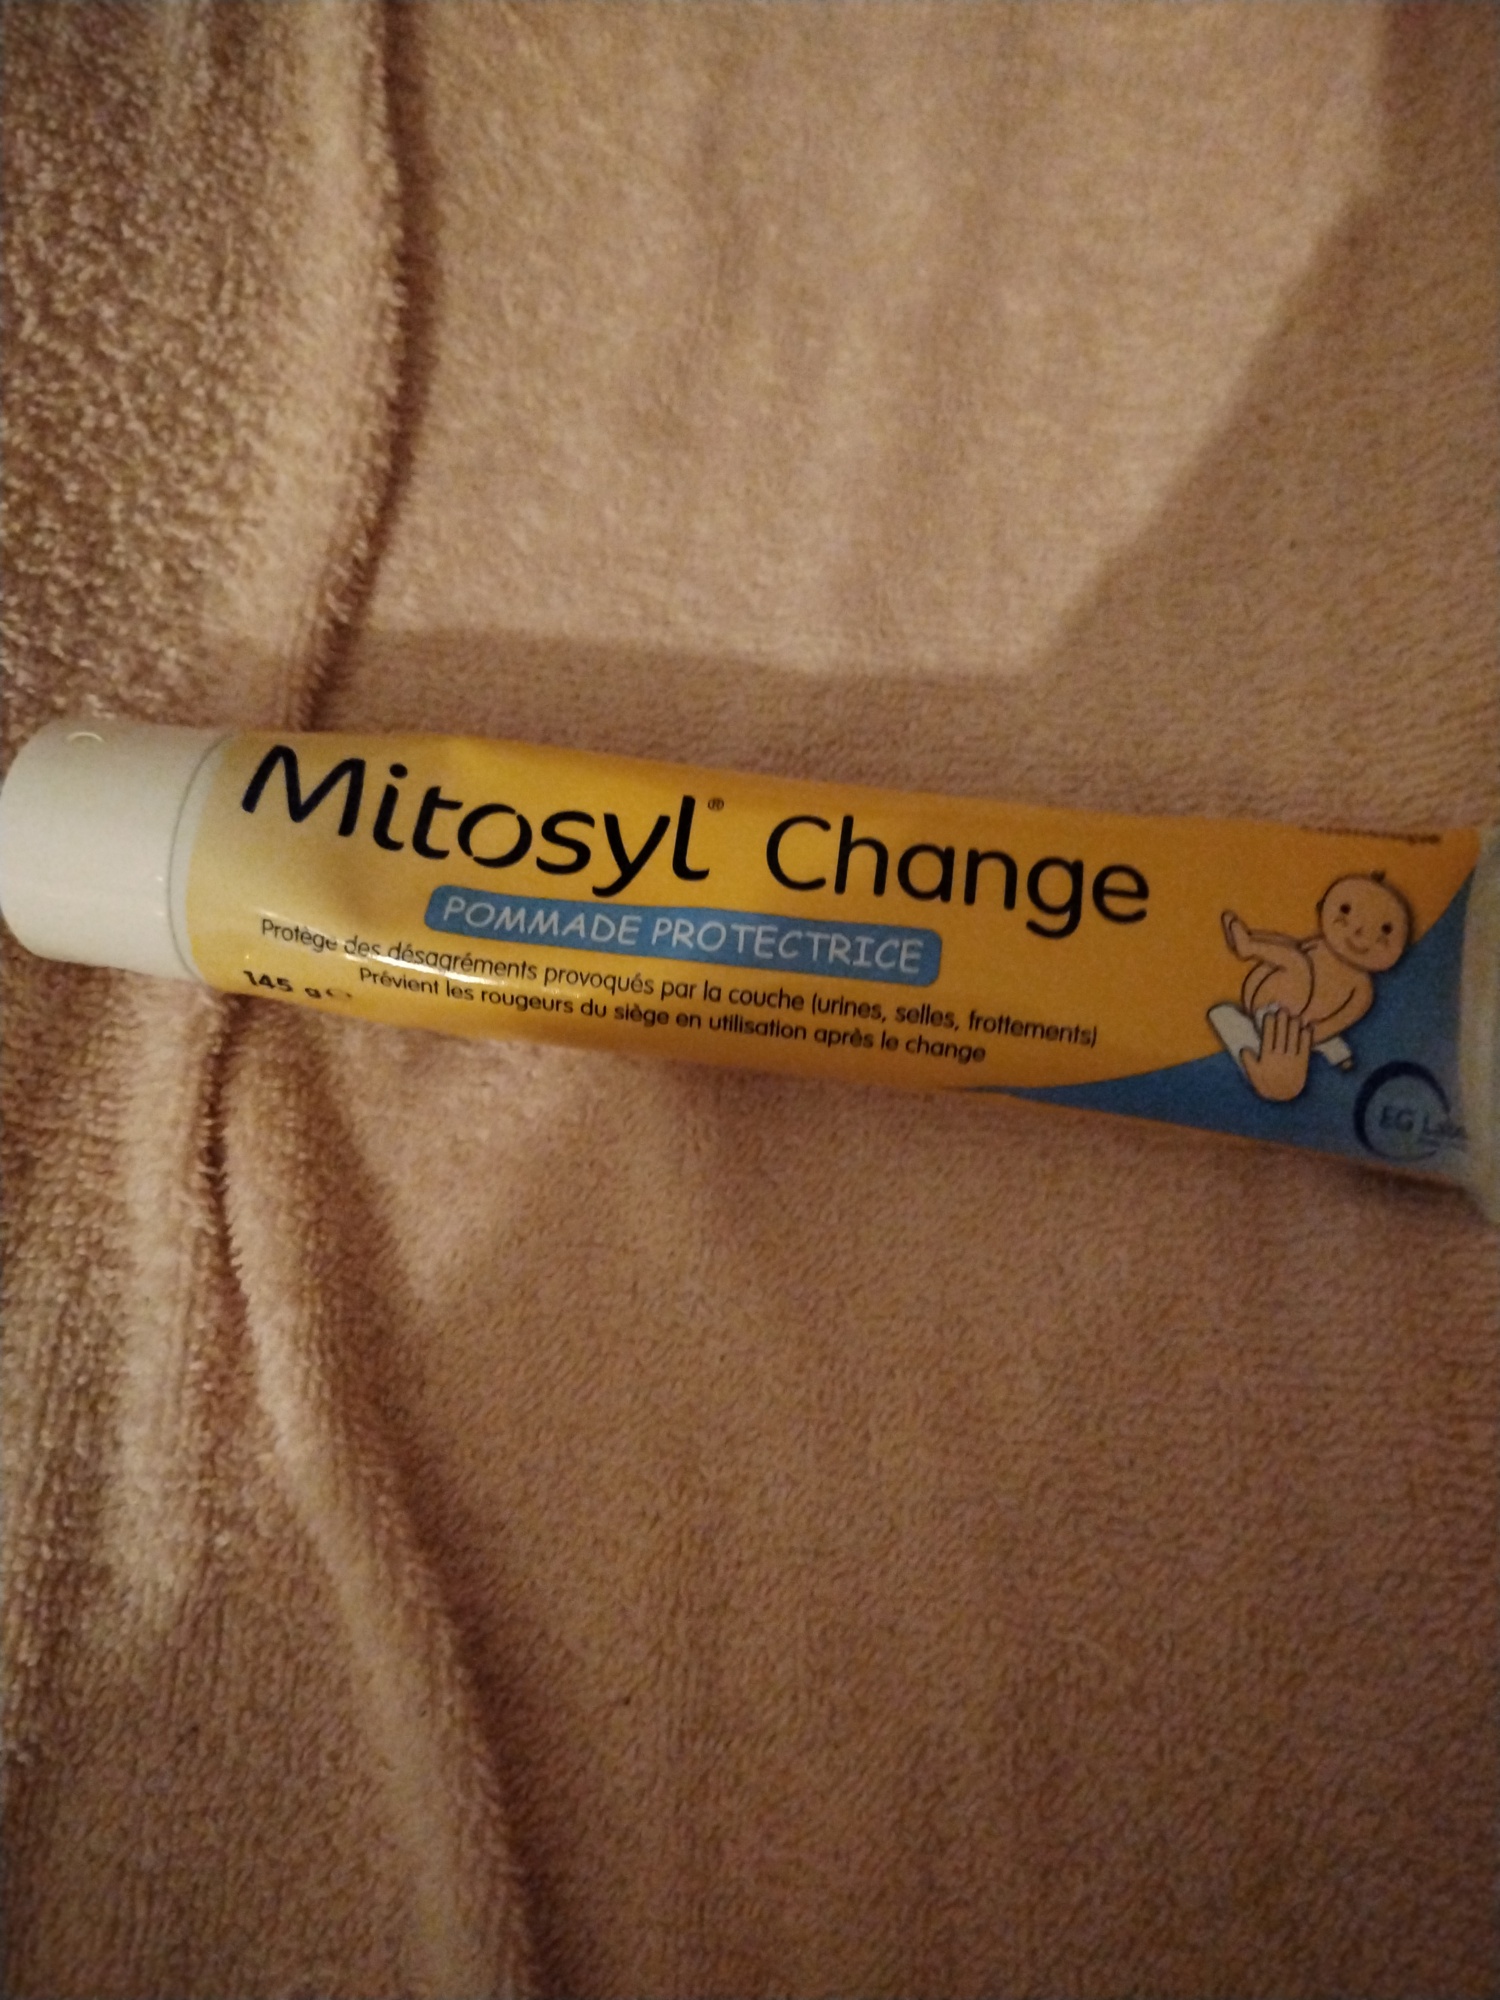 Mitosyl® Change
POMMADE PROTECTRICE
Protège des désagréments provoqués par la couche (urines, selles, frottements)
Prévient les rougeurs du siège en utilisation après le change
145 g
EG